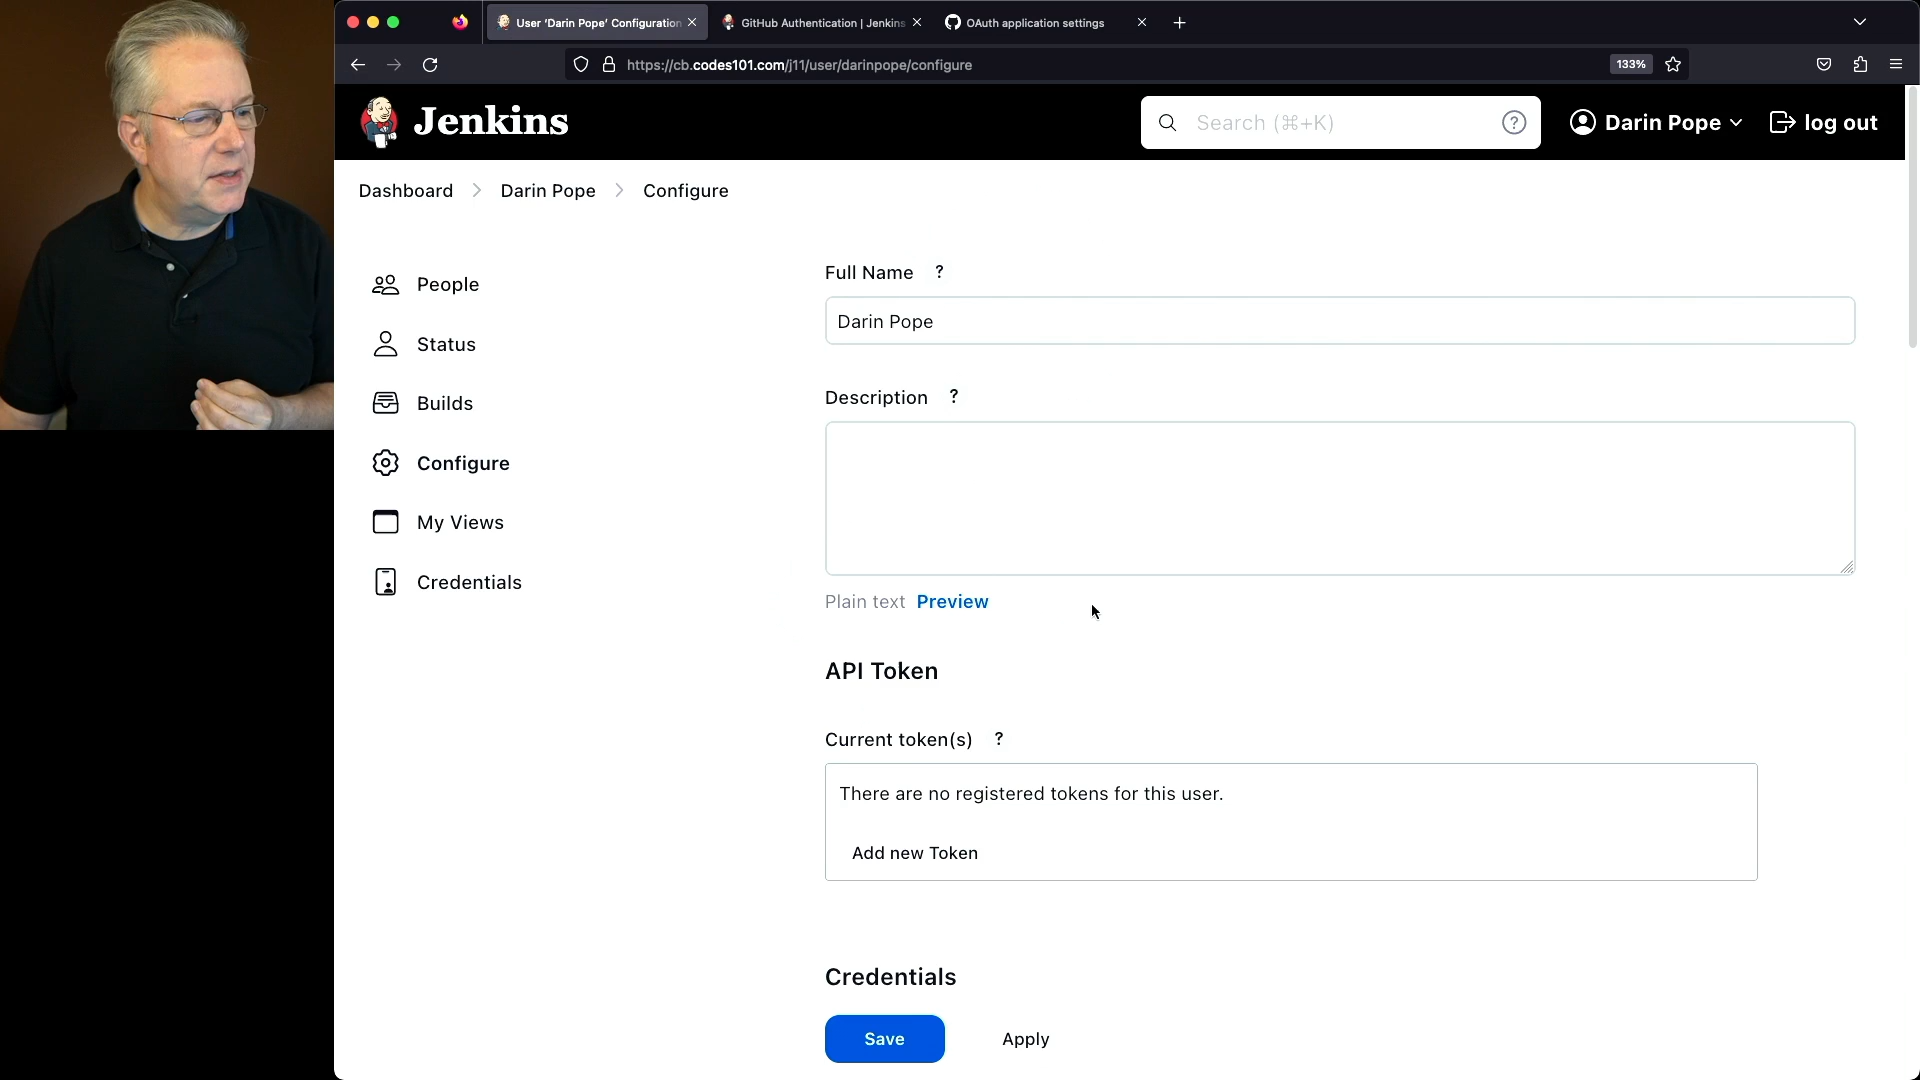 User ‘Darin Pope’ Configuration
GitHub Authentication | Jenkins
OAuth application settings
https://cb.codes101.com/j11/user/darinpope/configure
133%
Jenkins
Search (⌘+K)
?
Darin Pope
log out
Dashboard
Darin Pope
Configure
People
Status
Builds
Configure
My Views
Credentials
Full Name ?
Darin Pope
Description ?
Plain text Preview
API Token
Current token(s) ?
There are no registered tokens for this user.
Add new Token
Credentials
Save
Apply